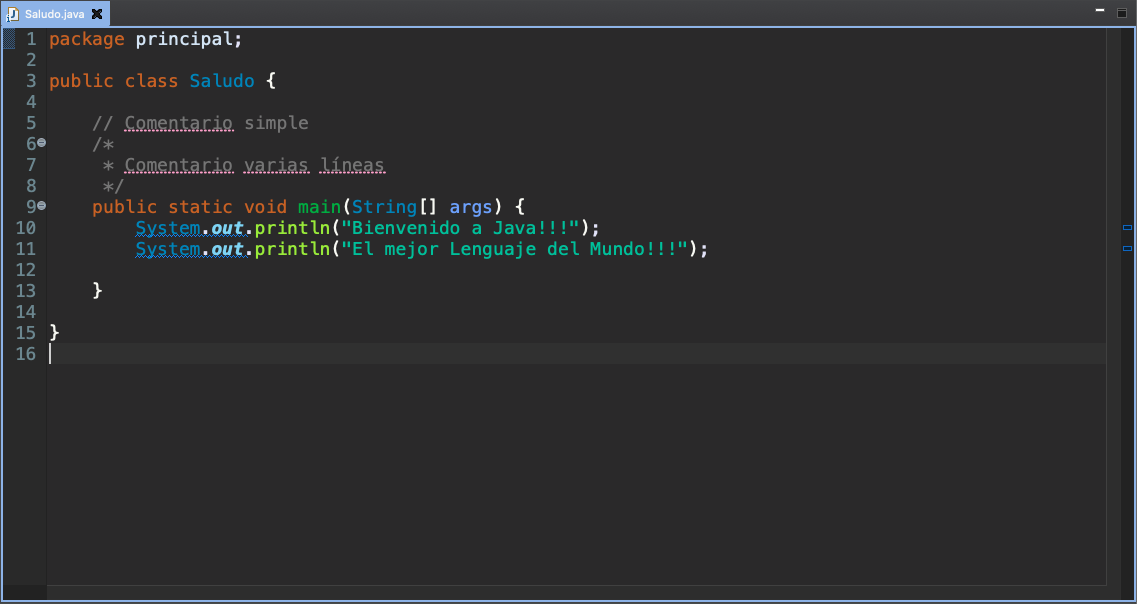 Saludo.java
1 package principal;
2
3 public class Saludo {
4
5     // Comentario simple
6     /*
7      * Comentario varias líneas
8      */
9     public static void main(String[] args) {
10         System.out.println("Bienvenido a Java!!!");
11         System.out.println("El mejor Lenguaje del Mundo!!!");
12
13     }
14
15 }
16